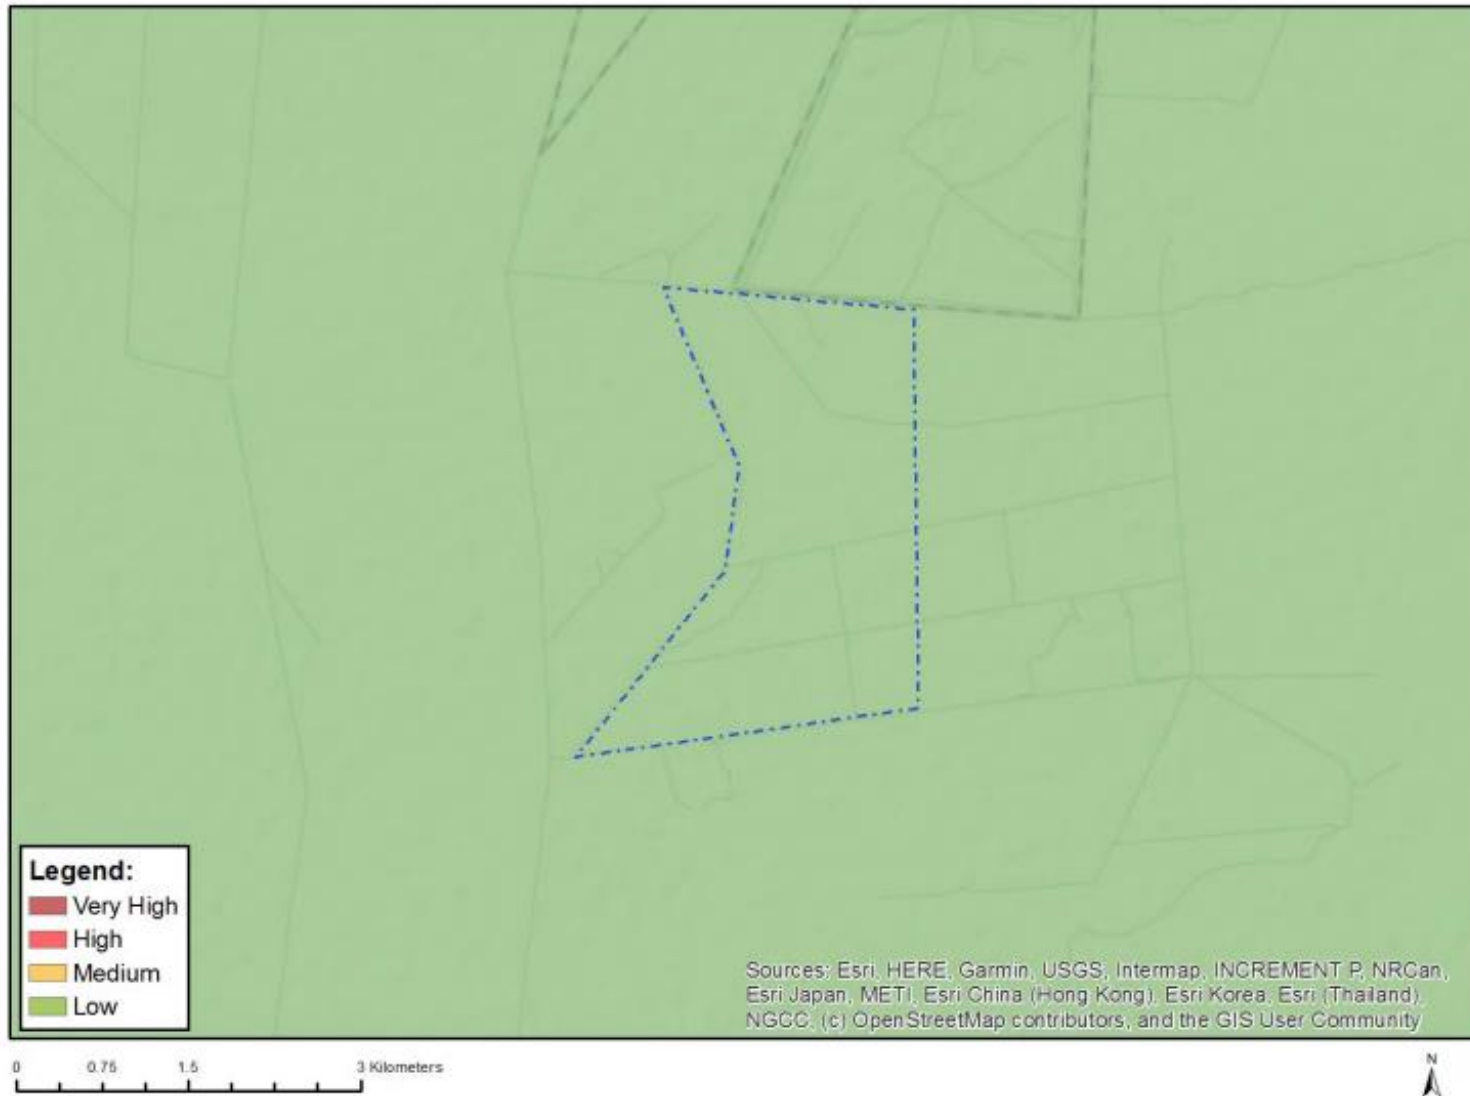 Legend:
Very High
High
Medium
Low
Sources: Esri, HERE, Garmin, USGS, Intermap, INCREMENT P, NRCan,
Esri Japan, METI, Esri China (Hong Kong), Esri Korea, Esri (Thailand),
NGCC, (c) OpenStreetMap contributors, and the GIS User Community
0 0.75 1.5 3 Kilometers
N